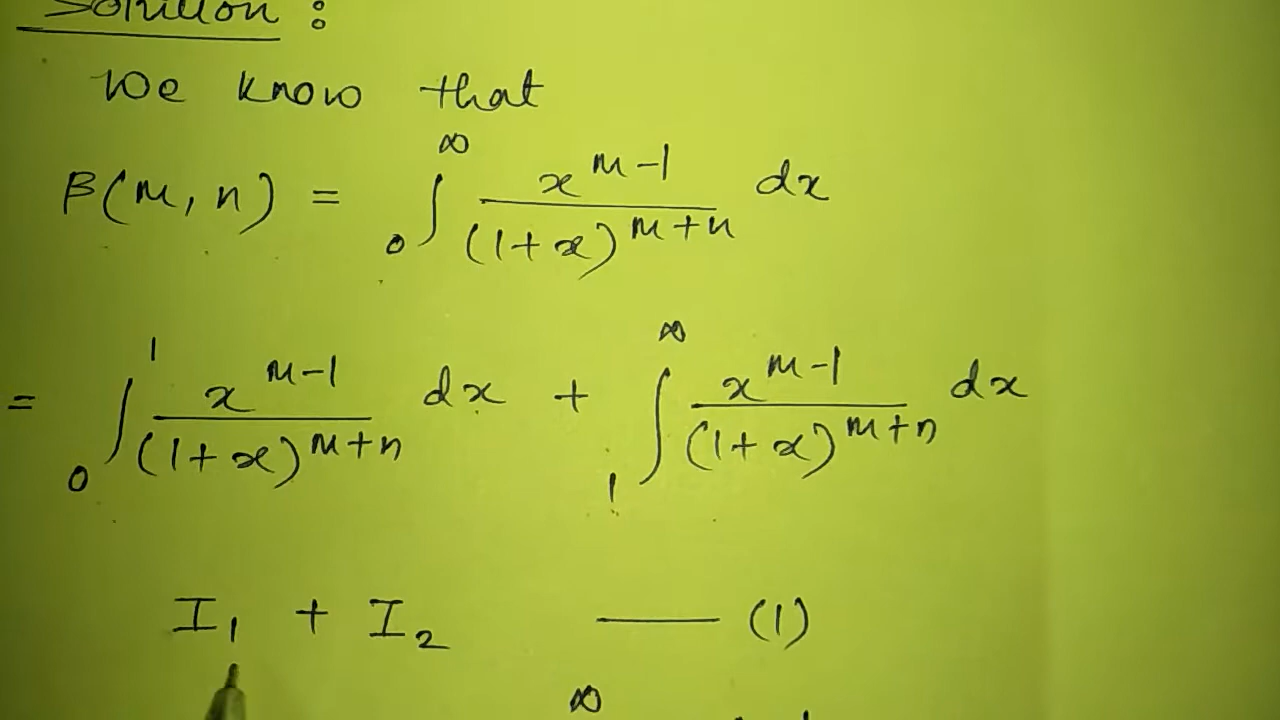 Solution :
We know that
β(m, n) = ∫₀^∞ x^(m-1) / (1+x)^(m+n) dx
= ∫₀^1 x^(m-1) / (1+x)^(m+n) dx + ∫₁^∞ x^(m-1) / (1+x)^(m+n) dx
I₁ + I₂ —— (1)
∞